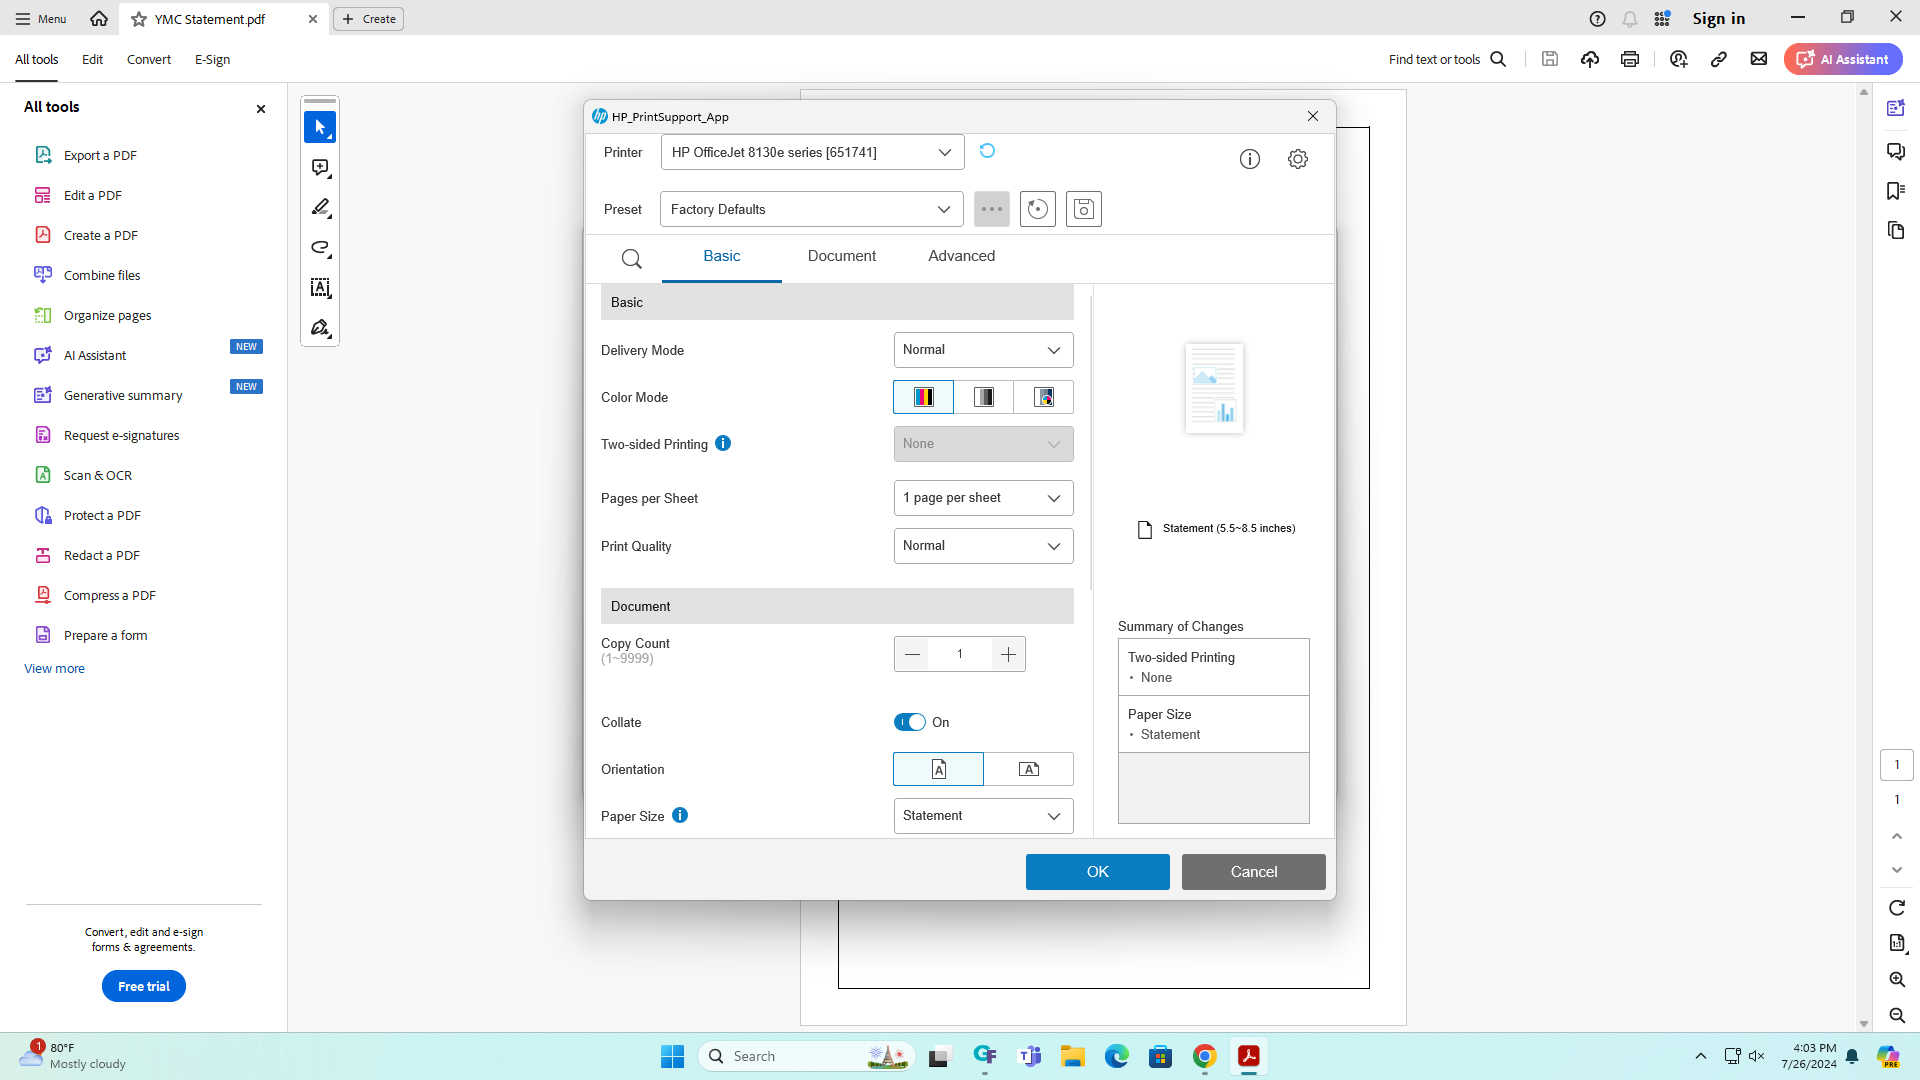 Menu
YMC Statement.pdf
Create
Sign in
All tools
Edit
Convert
E-Sign
Find text or tools
AI Assistant
All tools
Export a PDF
Edit a PDF
Create a PDF
Combine files
Organize pages
AI Assistant
NEW
Generative summary
NEW
Request e-signatures
Scan & OCR
Protect a PDF
Redact a PDF
Compress a PDF
Prepare a form
View more
Convert, edit and e-sign
forms & agreements.
Free trial
HP_PrintSupport_App
Printer
HP OfficeJet 8130e series [651741]
Preset
Factory Defaults
Basic
Document
Advanced
Basic
Delivery Mode
Normal
Color Mode
Two-sided Printing
None
Pages per Sheet
1 page per sheet
Print Quality
Normal
Document
Copy Count
(1~9999)
1
Collate
On
Orientation
Paper Size
Statement
Statement (5.5~8.5 inches)
Summary of Changes
Two-sided Printing
• None
Paper Size
• Statement
OK
Cancel
1
1
1
80°F
Mostly cloudy
Search
4:03 PM
7/26/2024
PRE